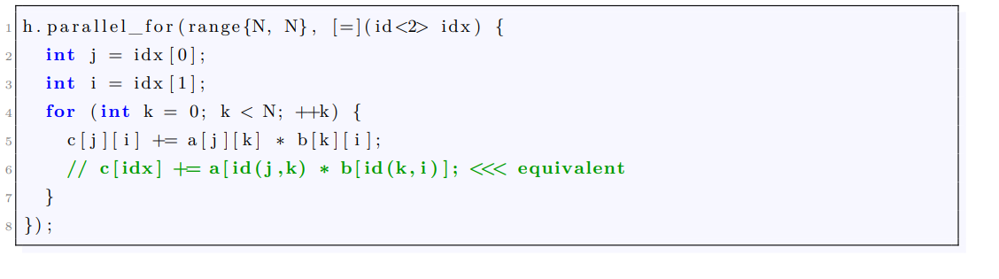 1 h.parallel_for(range{N, N}, [=](id<2> idx) {
2 int j = idx[0];
3 int i = idx[1];
4 for (int k = 0; k < N; ++k) {
5 c[j][i] += a[j][k] * b[k][i];
6 // c[idx] += a[id(j,k) * b[id(k,i)]; <<< equivalent
7 }
8 });